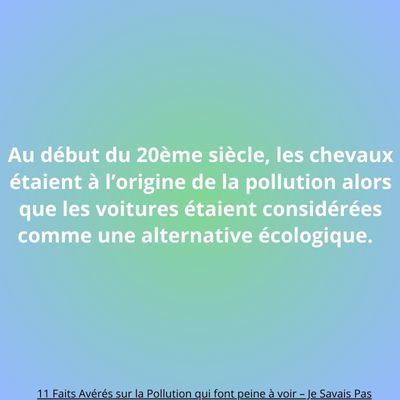 Au début du 20ème siècle, les chevaux
étaient à l’origine de la pollution alors
que les voitures étaient considérées
comme une alternative écologique.
11 Faits Avérés sur la Pollution qui font peine à voir – Je Savais Pas